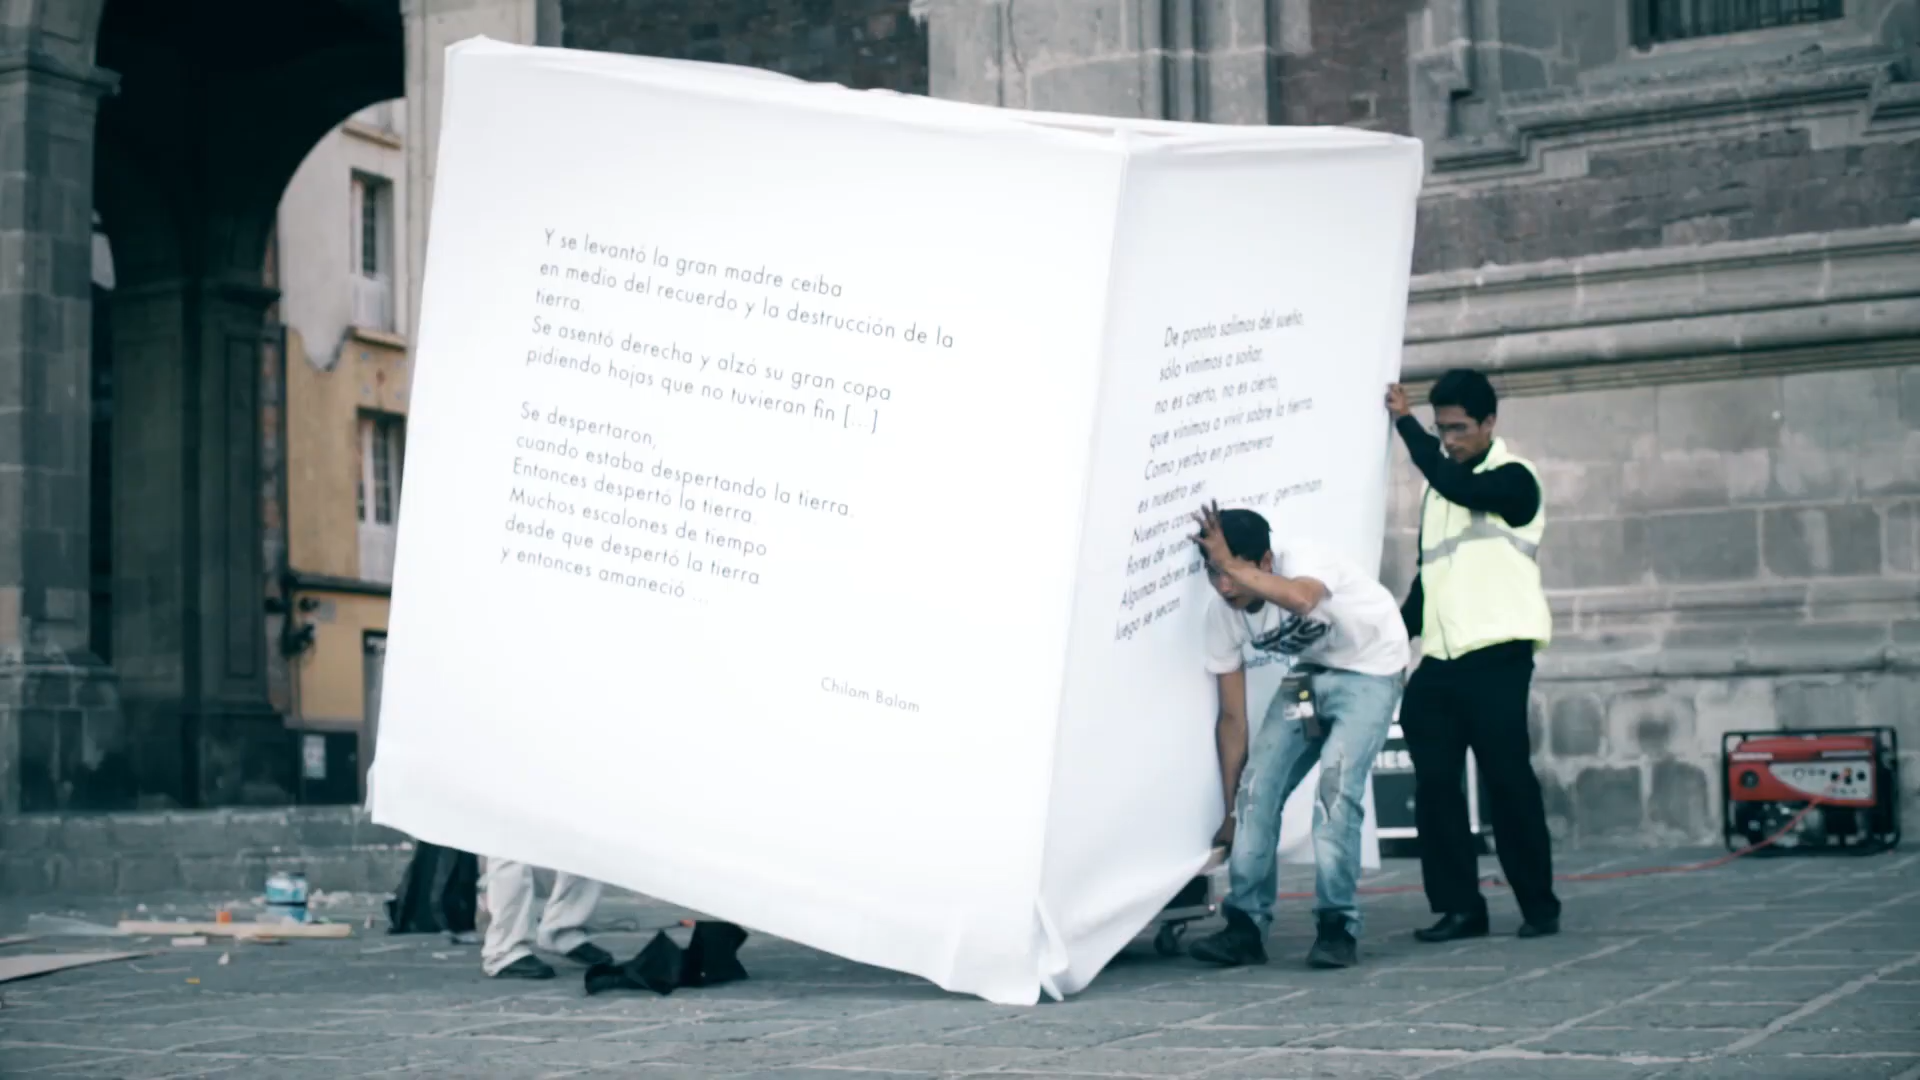 Y se levantó la gran madre ceiba
en medio del recuerdo y la destrucción de la
tierra.
Se asentó derecha y alzó su gran copa
pidiendo hojas que no tuvieran fin [...]
Se despertaron,
cuando estaba despertando la tierra.
Entonces despertó la tierra.
Muchos escalones de tiempo
desde que despertó la tierra
y entonces amaneció ...
Chilam Balam
De pronto salimos del sueño,
sólo vinimos a soñar,
no es cierto, no es cierto,
que vinimos a vivir sobre la tierra.
Como yerba en primavera
es nuestro ser.
Nuestro nacer, germinan
flores de
Algunas abren sus
luego se secan.